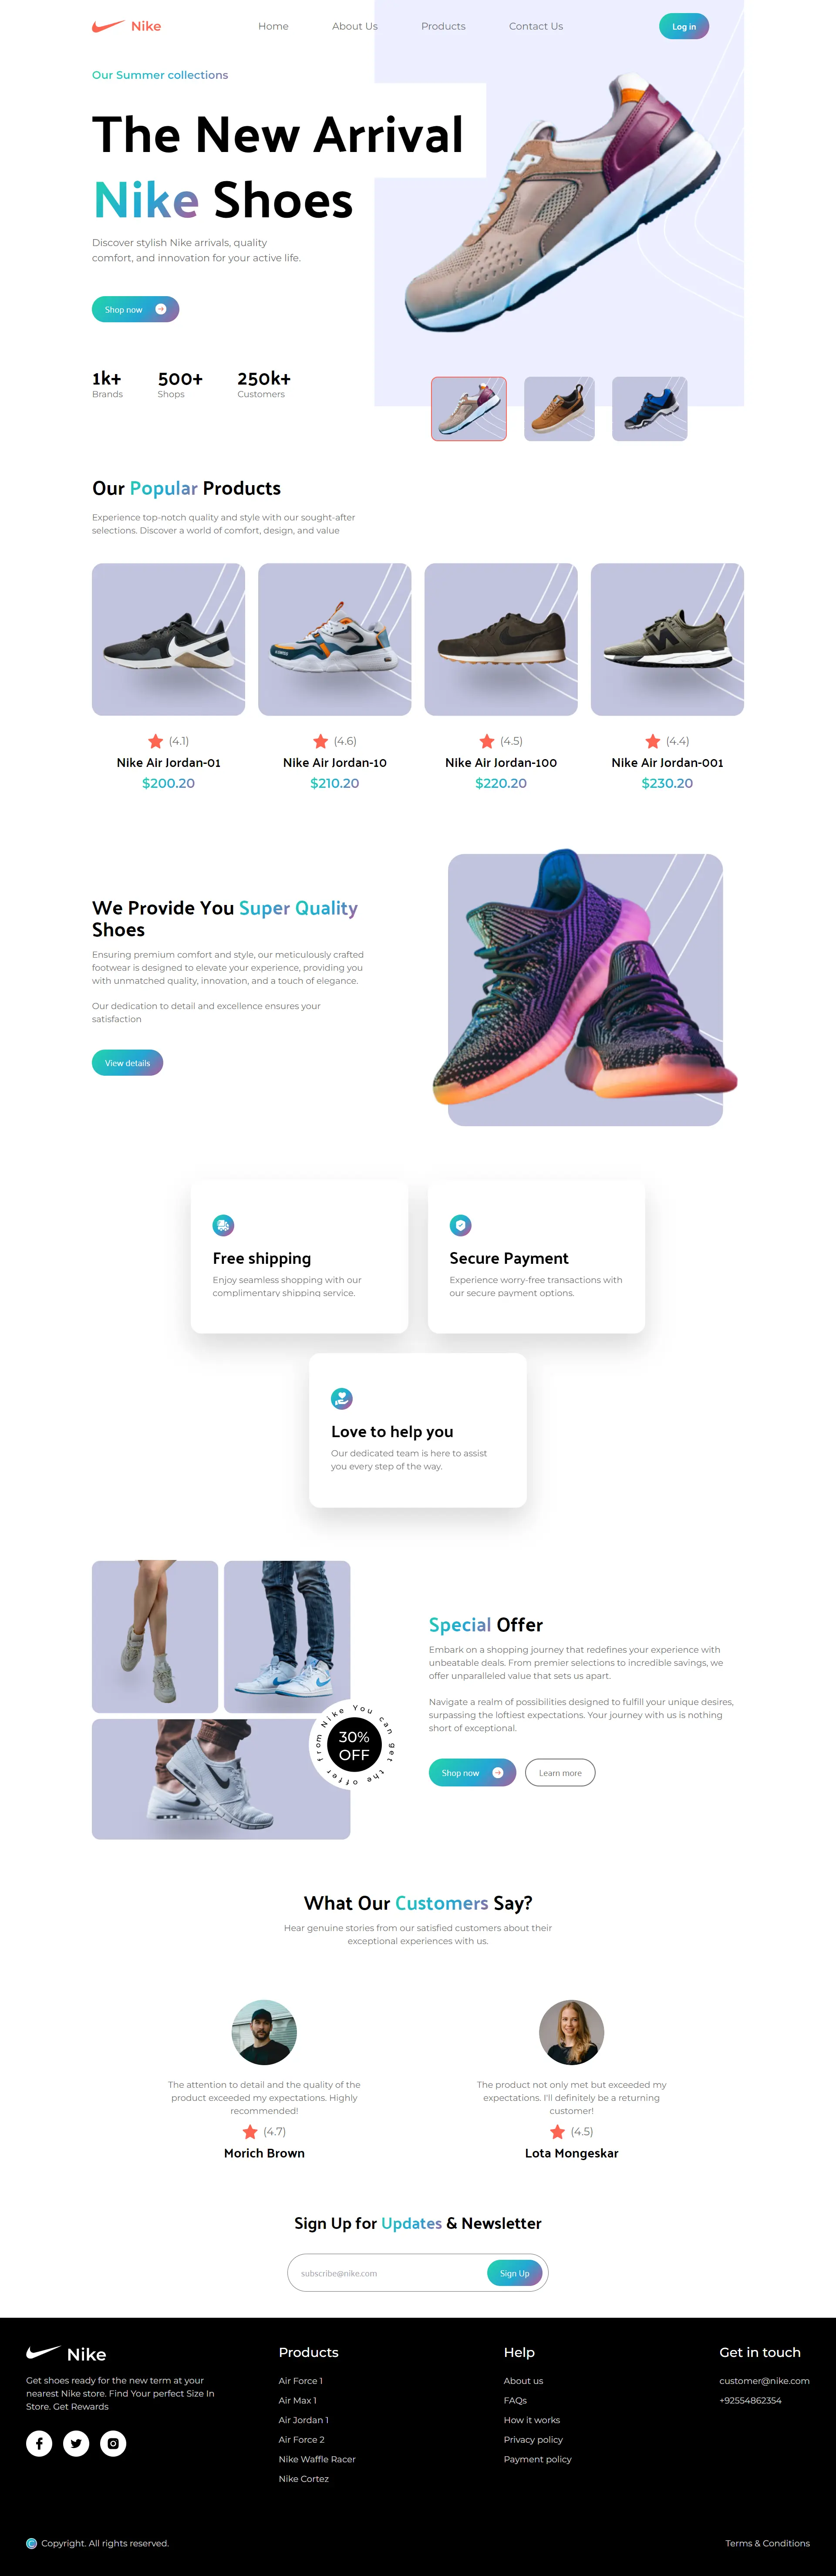 Nike
Home
About Us
Products
Contact Us
Log in
Our Summer collections
The New Arrival
Nike Shoes
Discover stylish Nike arrivals, quality
comfort, and innovation for your active life.
Shop now
1k+
Brands
500+
Shops
250k+
Customers
Our Popular Products
Experience top-notch quality and style with our sought-after
selections. Discover a world of comfort, design, and value
(4.1)
Nike Air Jordan-01
$200.20
(4.6)
Nike Air Jordan-10
$210.20
(4.5)
Nike Air Jordan-100
$220.20
(4.4)
Nike Air Jordan-001
$230.20
We Provide You Super Quality
Shoes
Ensuring premium comfort and style, our meticulously crafted
footwear is designed to elevate your experience, providing you
with unmatched quality, innovation, and a touch of elegance.
Our dedication to detail and excellence ensures your
satisfaction
View details
Free shipping
Enjoy seamless shopping with our
complimentary shipping service.
Secure Payment
Experience worry-free transactions with
our secure payment options.
Love to help you
Our dedicated team is here to assist
you every step of the way.
from Nike You can get the offer
30%
OFF
Special Offer
Embark on a shopping journey that redefines your experience with
unbeatable deals. From premier selections to incredible savings, we
offer unparalleled value that sets us apart.
Navigate a realm of possibilities designed to fulfill your unique desires,
surpassing the loftiest expectations. Your journey with us is nothing
short of exceptional.
Shop now
Learn more
What Our Customers Say?
Hear genuine stories from our satisfied customers about their
exceptional experiences with us.
The attention to detail and the quality of the
product exceeded my expectations. Highly
recommended!
(4.7)
Morich Brown
The product not only met but exceeded my
expectations. I'll definitely be a returning
customer!
(4.5)
Lota Mongeskar
Sign Up for Updates & Newsletter
subscribe@nike.com
Sign Up
Nike
Get shoes ready for the new term at your
nearest Nike store. Find Your perfect Size In
Store. Get Rewards
Products
Air Force 1
Air Max 1
Air Jordan 1
Air Force 2
Nike Waffle Racer
Nike Cortez
Help
About us
FAQs
How it works
Privacy policy
Payment policy
Get in touch
customer@nike.com
+92554862354
Copyright. All rights reserved.
Terms & Conditions